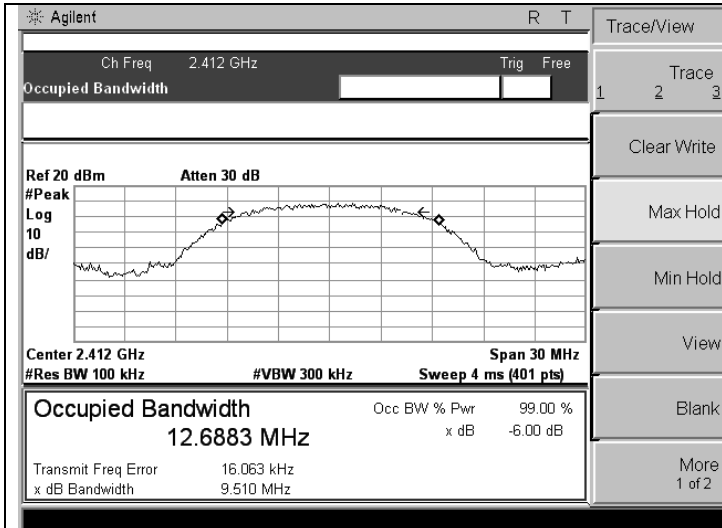 Agilent R T
Ch Freq 2.412 GHz Trig Free
Occupied Bandwidth
Ref 20 dBm Atten 30 dB
#Peak
Log
10
dB/
Center 2.412 GHz Span 30 MHz
#Res BW 100 kHz #VBW 300 kHz Sweep 4 ms (401 pts)
Occupied Bandwidth
12.6883 MHz
Occ BW % Pwr 99.00 %
x dB -6.00 dB
Transmit Freq Error 16.063 kHz
x dB Bandwidth 9.510 MHz
Trace/View
Trace
1 2 3
Clear Write
Max Hold
Min Hold
View
Blank
More
1 of 2